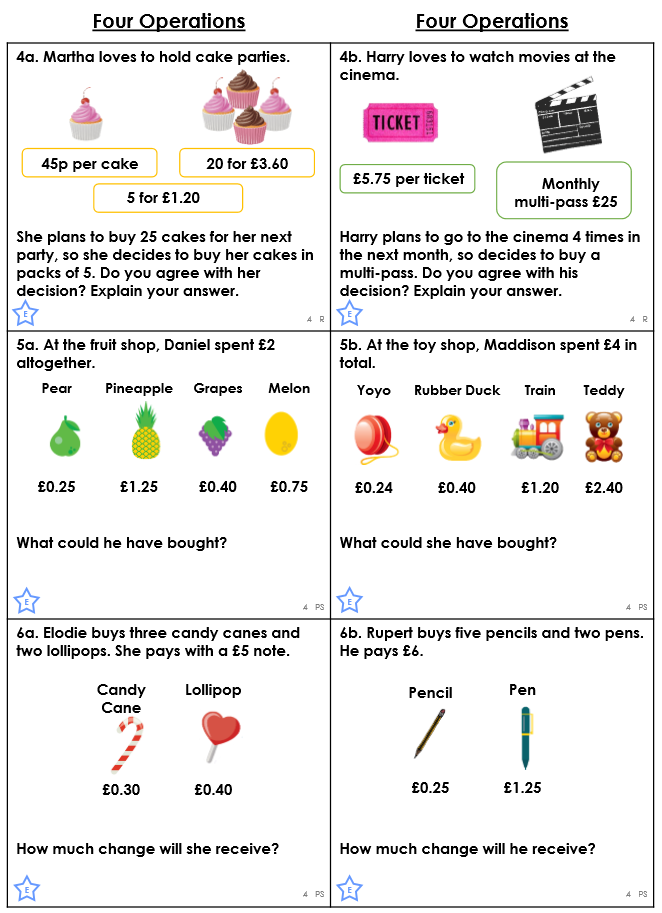 Four Operations
Four Operations
4a. Martha loves to hold cake parties.
45p per cake
20 for £3.60
5 for £1.20
She plans to buy 25 cakes for her next
party, so she decides to buy her cakes in
packs of 5. Do you agree with her
decision? Explain your answer.
E
4 R
4b. Harry loves to watch movies at the
cinema.
TICKET
£5.75 per ticket
Monthly
multi-pass £25
Harry plans to go to the cinema 4 times in
the next month, so decides to buy a
multi-pass. Do you agree with his
decision? Explain your answer.
E
4 R
5a. At the fruit shop, Daniel spent £2
altogether.
Pear Pineapple Grapes Melon
£0.25 £1.25 £0.40 £0.75
What could he have bought?
E
4 PS
5b. At the toy shop, Maddison spent £4 in
total.
Yoyo Rubber Duck Train Teddy
£0.24 £0.40 £1.20 £2.40
What could she have bought?
E
4 PS
6a. Elodie buys three candy canes and
two lollipops. She pays with a £5 note.
Candy
Cane
Lollipop
£0.30 £0.40
How much change will she receive?
E
4 PS
6b. Rupert buys five pencils and two pens.
He pays £6.
Pencil Pen
£0.25 £1.25
How much change will he receive?
E
4 PS